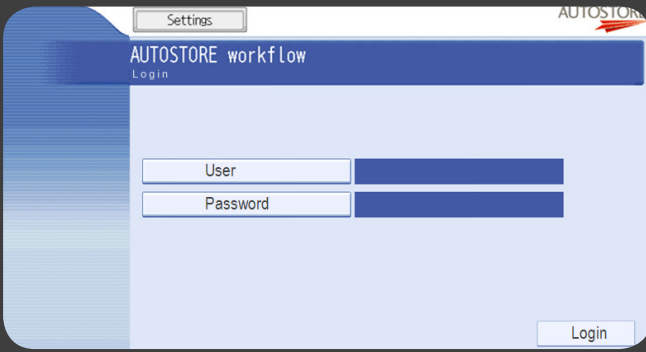 Settings
AUTOSTORE
AUTOSTORE workflow
Login
User
Password
Login